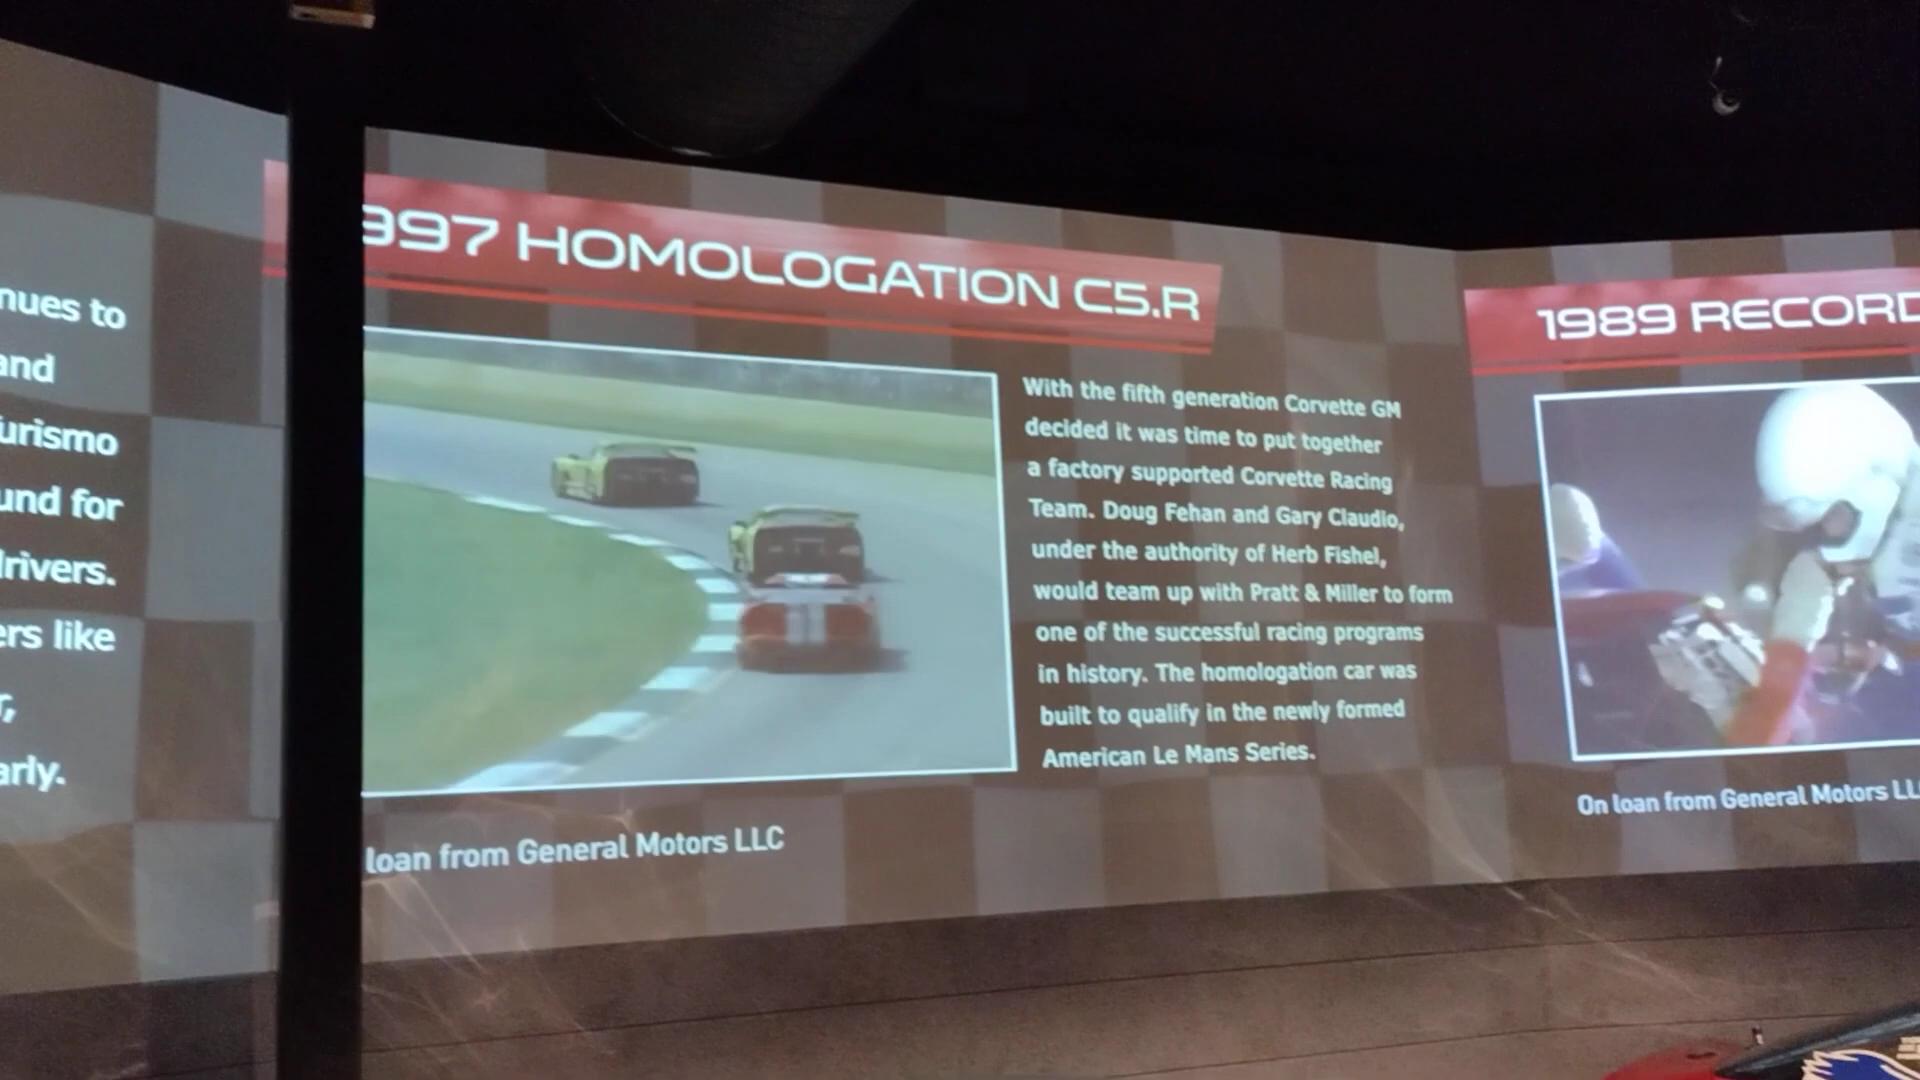 nues to
and
urismo
und for
drivers.
ers like
r,
arly.
997 HOMOLOGATION C5.R
With the fifth generation Corvette GM
decided it was time to put together
a factory supported Corvette Racing
Team. Doug Fehan and Gary Claudio,
under the authority of Herb Fishel,
would team up with Pratt & Miller to form
one of the successful racing programs
in history. The homologation car was
built to qualify in the newly formed
American Le Mans Series.
loan from General Motors LLC
1989 RECORD
On loan from General Motors LLC